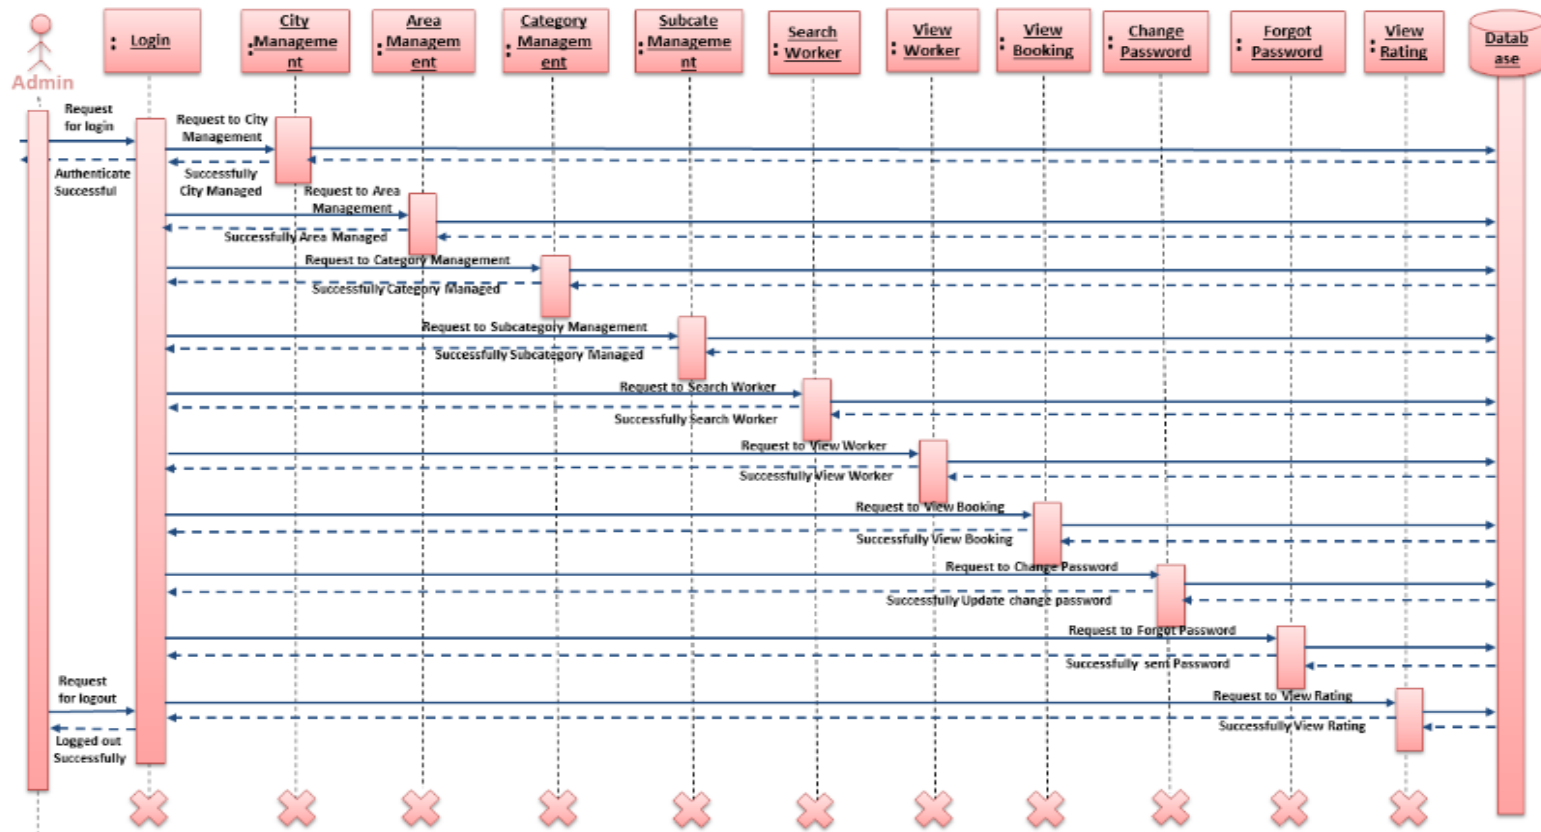 Admin
: Login
City
:Manageme
nt
Area
:Managem
ent
Category
:Managem
ent
Subcate
:Manageme
nt
: Search
Worker
: View
Worker
: View
Booking
: Change
Password
: Forgot
Password
: View
Rating
Datab
ase
Request
for login
Authenticate
Successful
Request to City
Management
Successfully
City Managed
Request to Area
Management
Successfully Area Managed
Request to Category Management
Successfully Category Managed
Request to Subcategory Management
Successfully Subcategory Managed
Request to Search Worker
Successfully Search Worker
Request to View Worker
Successfully View Worker
Request to View Booking
Successfully View Booking
Request to Change Password
Successfully Update change password
Request to Forgot Password
Successfully sent Password
Request to View Rating
Successfully View Rating
Request
for logout
Logged out
Successfully